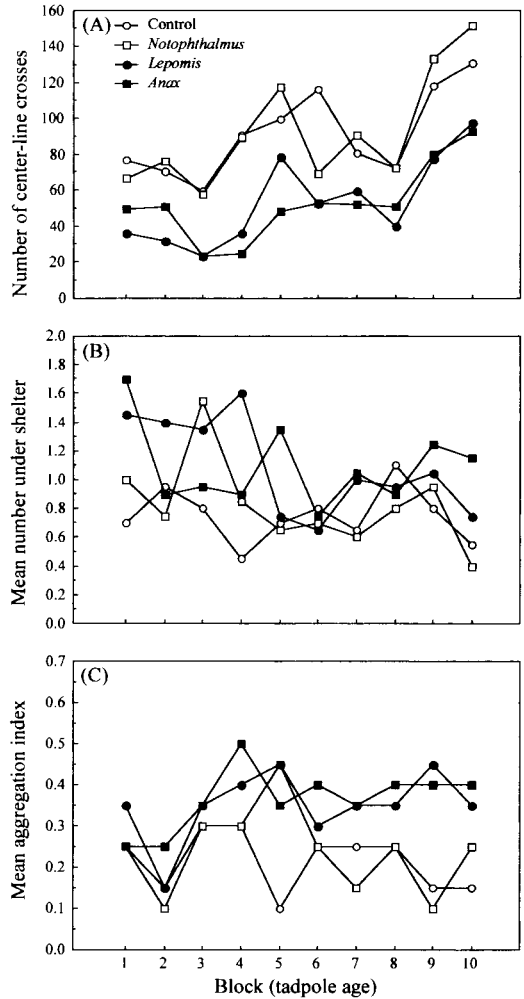 (A)
Control
Notophthalmus
Lepomis
Anax
Number of center-line crosses
160
140
120
100
80
60
40
20
0
(B)
Mean number under shelter
2.0
1.8
1.6
1.4
1.2
1.0
0.8
0.6
0.4
0.2
0.0
(C)
Mean aggregation index
0.7
0.6
0.5
0.4
0.3
0.2
0.1
0.0
1 2 3 4 5 6 7 8 9 10
Block (tadpole age)